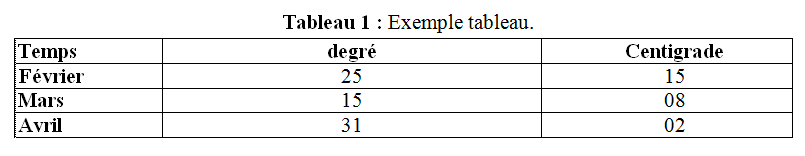 Tableau 1 : Exemple tableau.
Temps degré Centigrade
Février 25 15
Mars 15 08
Avril 31 02